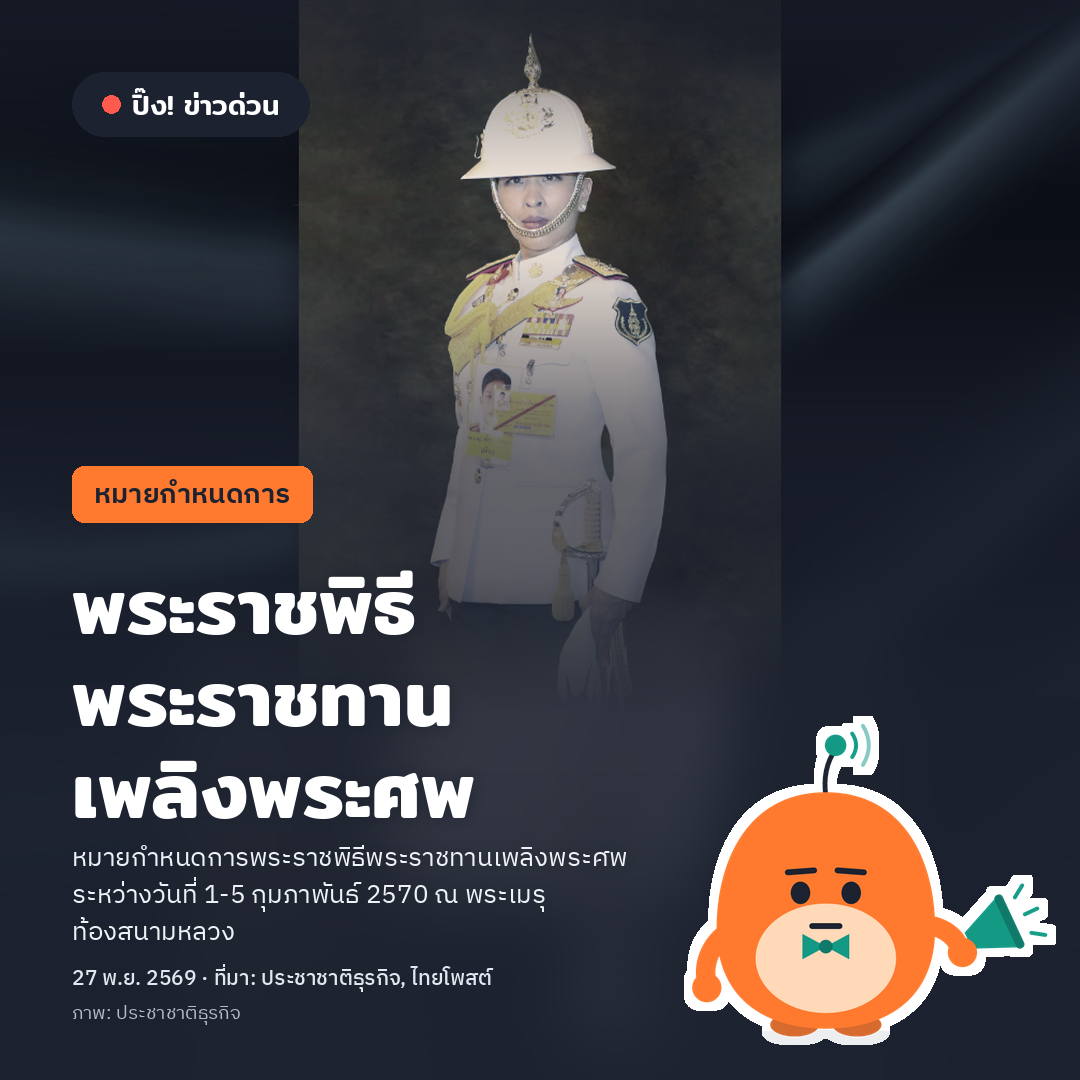 ปิ๊ง! ข่าวด่วน
หมายกำหนดการ
พระราชพิธี
พระราชทาน
เพลิงพระศพ
หมายกำหนดการพระราชพิธีพระราชทานเพลิงพระศพ
ระหว่างวันที่ 1-5 กุมภาพันธ์ 2570 ณ พระเมรุ
ท้องสนามหลวง
27 พ.ย. 2569 · ที่มา: ประชาชาติธุรกิจ, ไทยโพสต์
ภาพ: ประชาชาติธุรกิจ